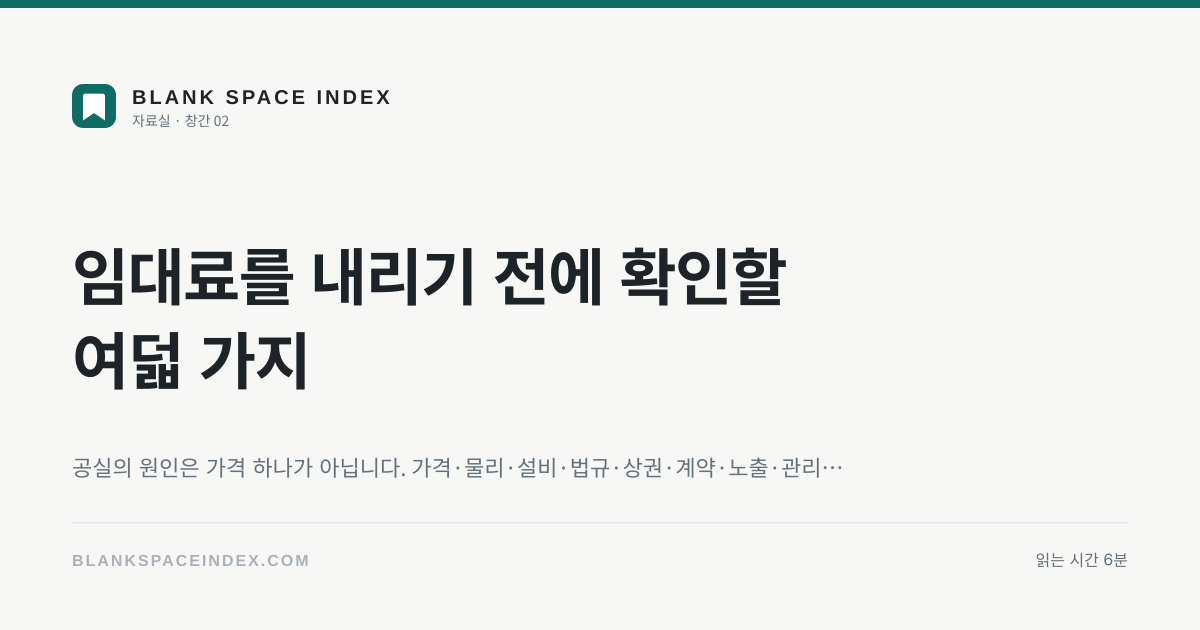 BLANK SPACE INDEX
자료실 · 창간 02
임대료를 내리기 전에 확인할
여덟 가지
공실의 원인은 가격 하나가 아닙니다. 가격·물리·설비·법규·상권·계약·노출·관리…
BLANKSPACEINDEX.COM
읽는 시간 6분